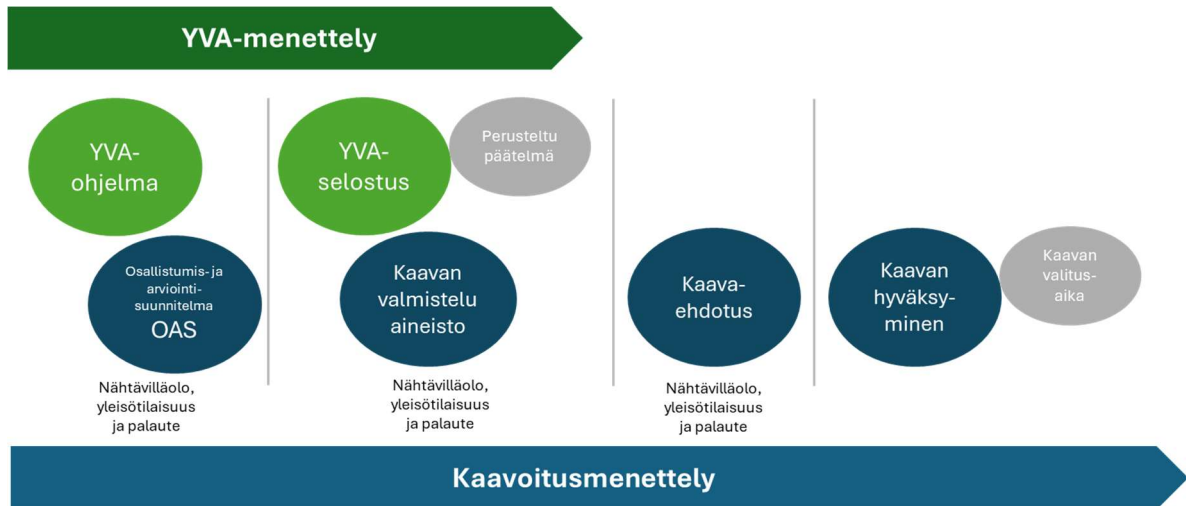 YVA-menettely
YVA-
ohjelma
YVA-
selostus
Perusteltu
päätelmä
Osallistumis- ja
arviointi-
suunnitelma
OAS
Kaavan
valmistelu
aineisto
Kaava-
ehdotus
Kaavan
hyväksy-
minen
Kaavan
valitus-
aika
Nähtävilläolo,
yleisötilaisuus
ja palaute
Nähtävilläolo,
yleisötilaisuus
ja palaute
Nähtävilläolo,
yleisötilaisuus
ja palaute
Kaavoitusmenettely